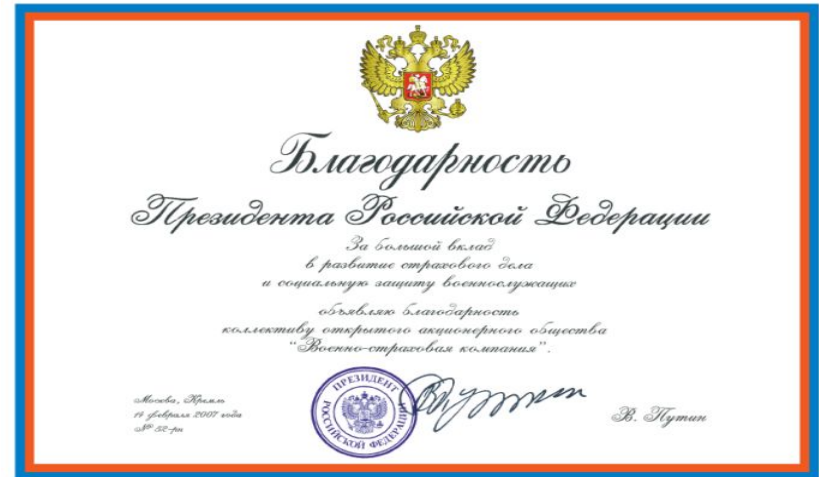 Благодарность
Президента Российской Федерации
За большой вклад
в развитие страхового дела
и социальную защиту военнослужащих
объявляю благодарность
коллективу открытого акционерного общества
"Военно-страховая компания".
Москва, Кремль
14 февраля 2007 года
№ 52-рп
ПРЕЗИДЕНТ РОССИЙСКОЙ ФЕДЕРАЦИИ
В. Путин